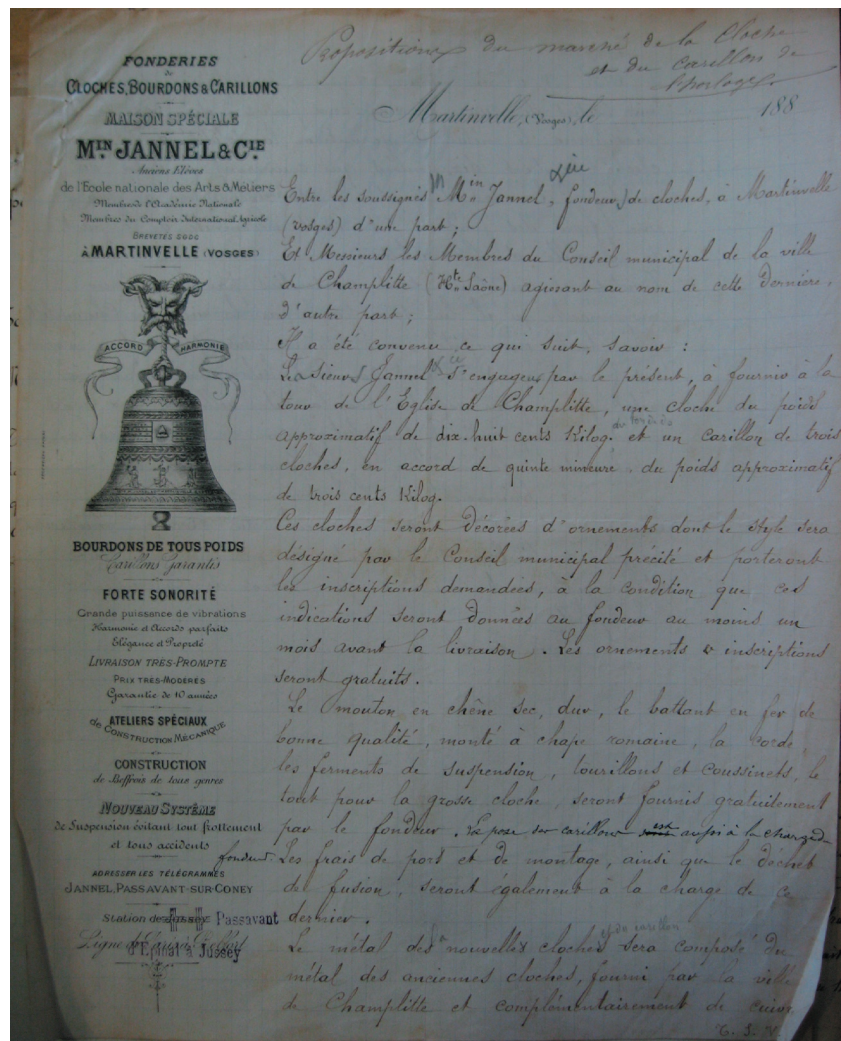 Propositions du marché de la Cloche
et du Carillon de
l'horloge.
FONDERIES
de
CLOCHES, BOURDONS & CARILLONS
MAISON SPÉCIALE
MIN JANNEL & CIE
Anciens Elèves
de l'Ecole nationale des Arts & Métiers
Membres de l'Académie Nationale
Membres du Comptoir International Agricole
BREVETÉS SGDG
À MARTINVELLE (VOSGES)
ACCORD HARMONIE
BOURDONS DE TOUS POIDS
Carillons Garantis
FORTE SONORITÉ
Grande puissance de vibrations
Harmonie et Accords parfaits
Elégance et Propreté
LIVRAISON TRÈS-PROMPTE
PRIX TRÈS-MODÉRÉS
Garantie de 10 années
ATELIERS SPÉCIAUX
de CONSTRUCTION MÉCANIQUE
CONSTRUCTION
de Beffrois de tous genres
NOUVEAU SYSTÈME
de Suspension évitant tout frottement
et tous accidents
ADRESSER LES TÉLÉGRAMMES
JANNEL, PASSAVANT-SUR-CONEY
Station de Passavant
Ligne d'Epinal à Jussey
Martinvelle, (Vosges), le 188
Entre les soussignés Min Jannel, fondeur, de cloches, à Martinvelle
(Vosges) d'une part ;
Et Messieurs les Membres du Conseil municipal de la ville
de Champlitte (Hte Saône) agissant au nom de cette dernière,
d'autre part ;
Il a été convenu ce qui suit, savoir :
Les sieurs Jannel & Cie s'engagent par le présent, à fournir à la
tour de l'Eglise de Champlitte, une cloche du poids
approximatif de dix-huit cents Kilog. et un carillon de trois
cloches, en accord de quinte mineure, du poids approximatif
de trois cents Kilog.
Ces cloches seront décorées d'ornements dont le style sera
désigné par le Conseil municipal précité et porteront
les inscriptions demandées, à la condition que ces
indications seront données au fondeur au moins un
mois avant la livraison. Les ornements & inscriptions
seront gratuits.
Le mouton en chêne sec, dur, le battant en fer de
bonne qualité, monté à chape romaine, la corde,
les ferments de suspension, tourillons et coussinets, le
tout pour la grosse cloche, seront fournis gratuitement
par le fondeur. La pose du carillon est aussi à la charge du
fondeur. Les frais de port et de montage, ainsi que le déchet
de fusion, seront également à la charge de ce
dernier.
et du carillon
Le métal des nouvelles cloches sera composé du
métal des anciennes cloches, fourni par la ville
de Champlitte et complémentairement de cuivre
T. S. V.